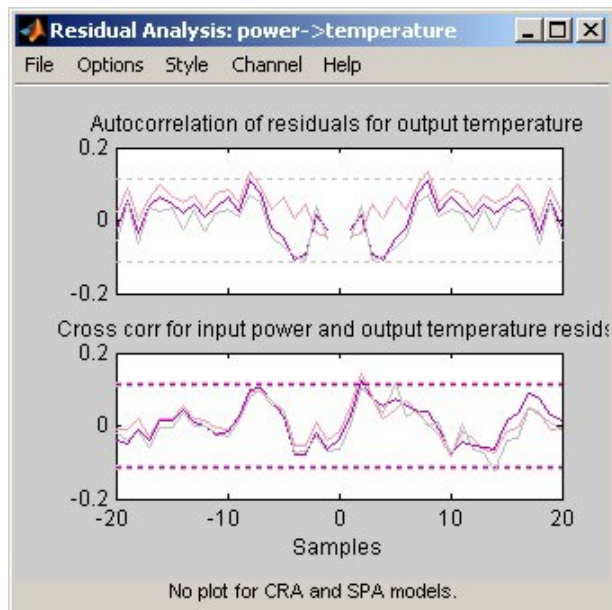 Residual Analysis: power->temperature
File Options Style Channel Help
Autocorrelation of residuals for output temperature
0.2
0
-0.2
Cross corr for input power and output temperature resids
0.2
0
-0.2
-20 -10 0 10 20
Samples
No plot for CRA and SPA models.